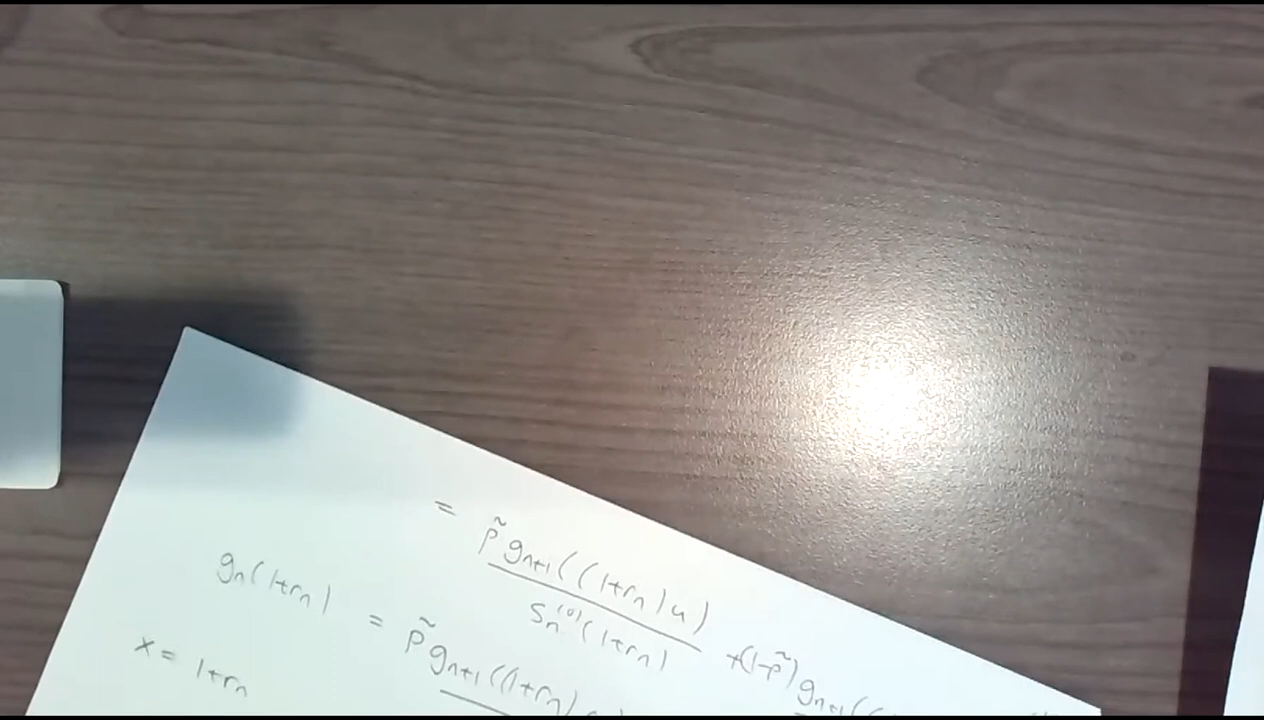 = p̃ g_{n+1}((1+r_n)u) / S_n^{(0)}(1+r_n) + (1-p̃) g_{n+1}((
g_n(1+r_n) = p̃ g_{n+1}((1+r_n)
x = 1+r_n